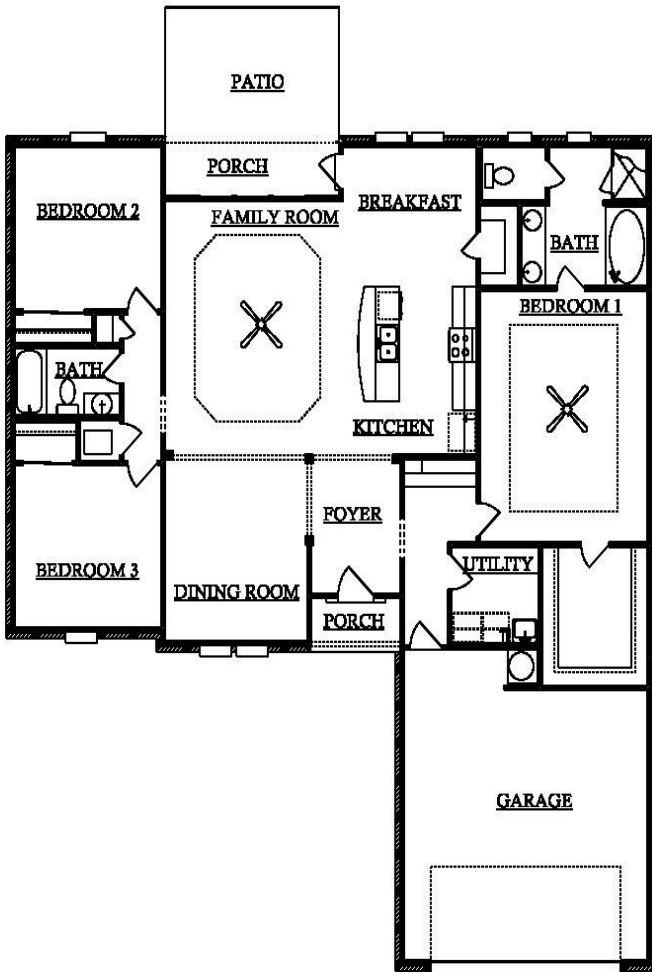 PATIO
PORCH
BEDROOM 2
FAMILY ROOM
BREAKFAST
BATH
BEDROOM 1
BATH
KITCHEN
FOYER
BEDROOM 3
DINING ROOM
PORCH
UTILITY
GARAGE